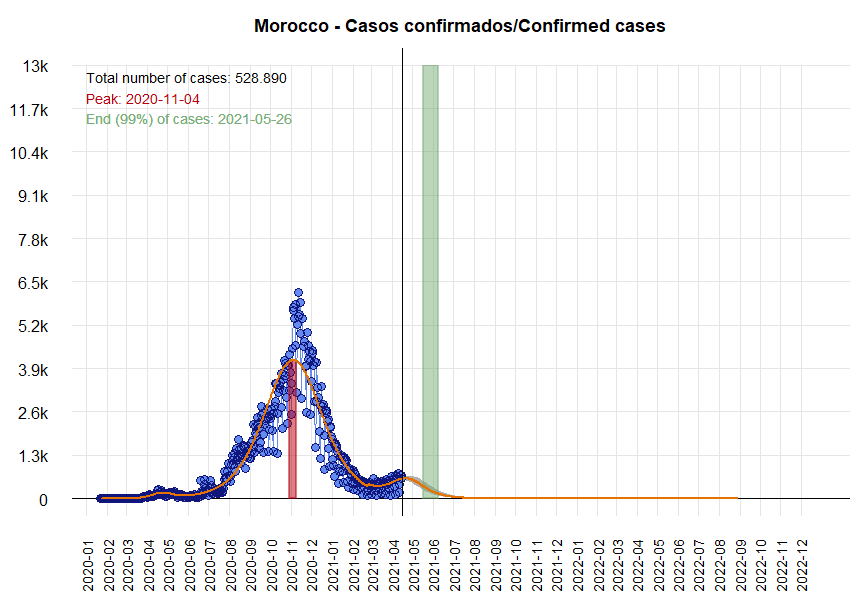 Morocco - Casos confirmados/Confirmed cases
13k
11.7k
10.4k
9.1k
7.8k
6.5k
5.2k
3.9k
2.6k
1.3k
0
Total number of cases: 528.890
Peak: 2020-11-04
End (99%) of cases: 2021-05-26
2020-01
2020-02
2020-03
2020-04
2020-05
2020-06
2020-07
2020-08
2020-09
2020-10
2020-11
2020-12
2021-01
2021-02
2021-03
2021-04
2021-05
2021-06
2021-07
2021-08
2021-09
2021-10
2021-11
2021-12
2022-02
2022-03
2022-04
2022-05
2022-06
2022-07
2022-08
2022-09
2022-10
2022-11
2022-12